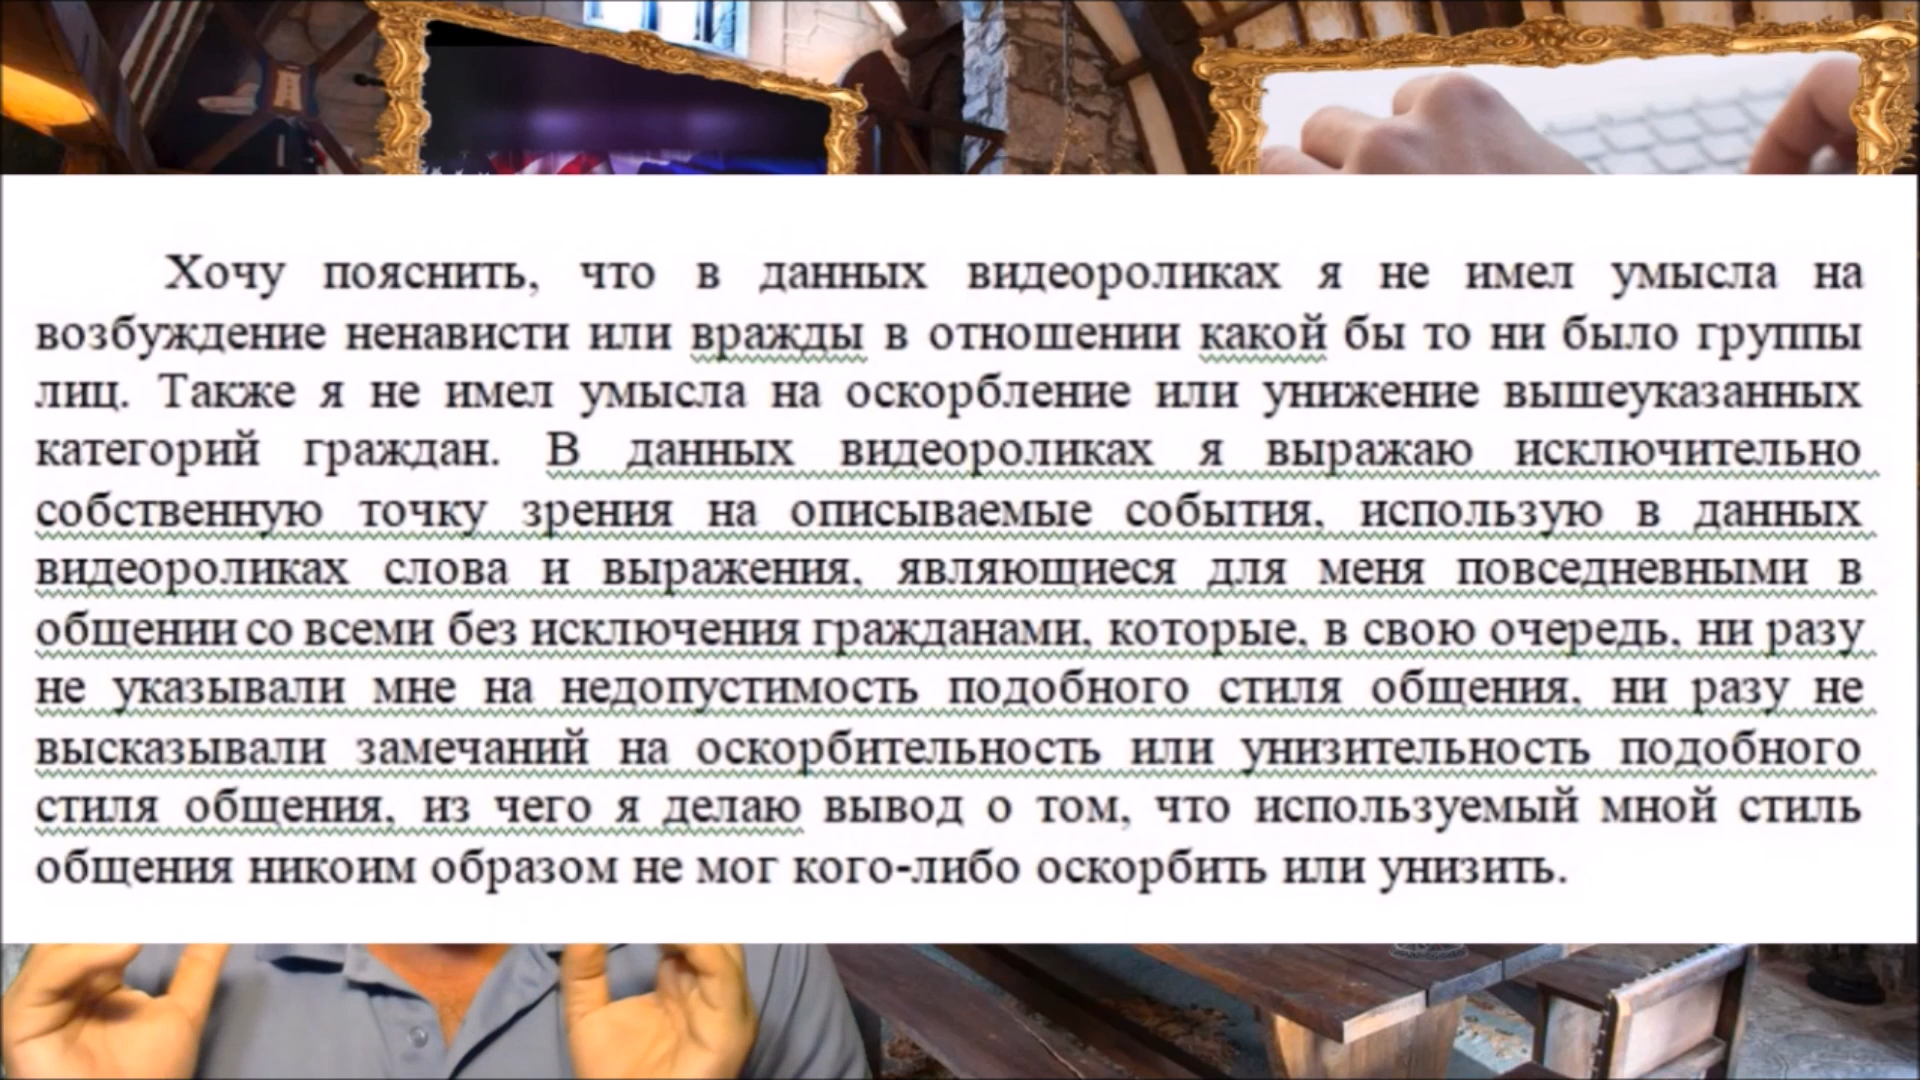 Хочу пояснить, что в данных видеороликах я не имел умысла на
возбуждение ненависти или вражды в отношении какой бы то ни было группы
лиц. Также я не имел умысла на оскорбление или унижение вышеуказанных
категорий граждан. В данных видеороликах я выражаю исключительно
собственную точку зрения на описываемые события, использую в данных
видеороликах слова и выражения, являющиеся для меня повседневными в
общении со всеми без исключения гражданами, которые, в свою очередь, ни разу
не указывали мне на недопустимость подобного стиля общения, ни разу не
высказывали замечаний на оскорбительность или унизительность подобного
стиля общения, из чего я делаю вывод о том, что используемый мной стиль
общения никоим образом не мог кого-либо оскорбить или унизить.